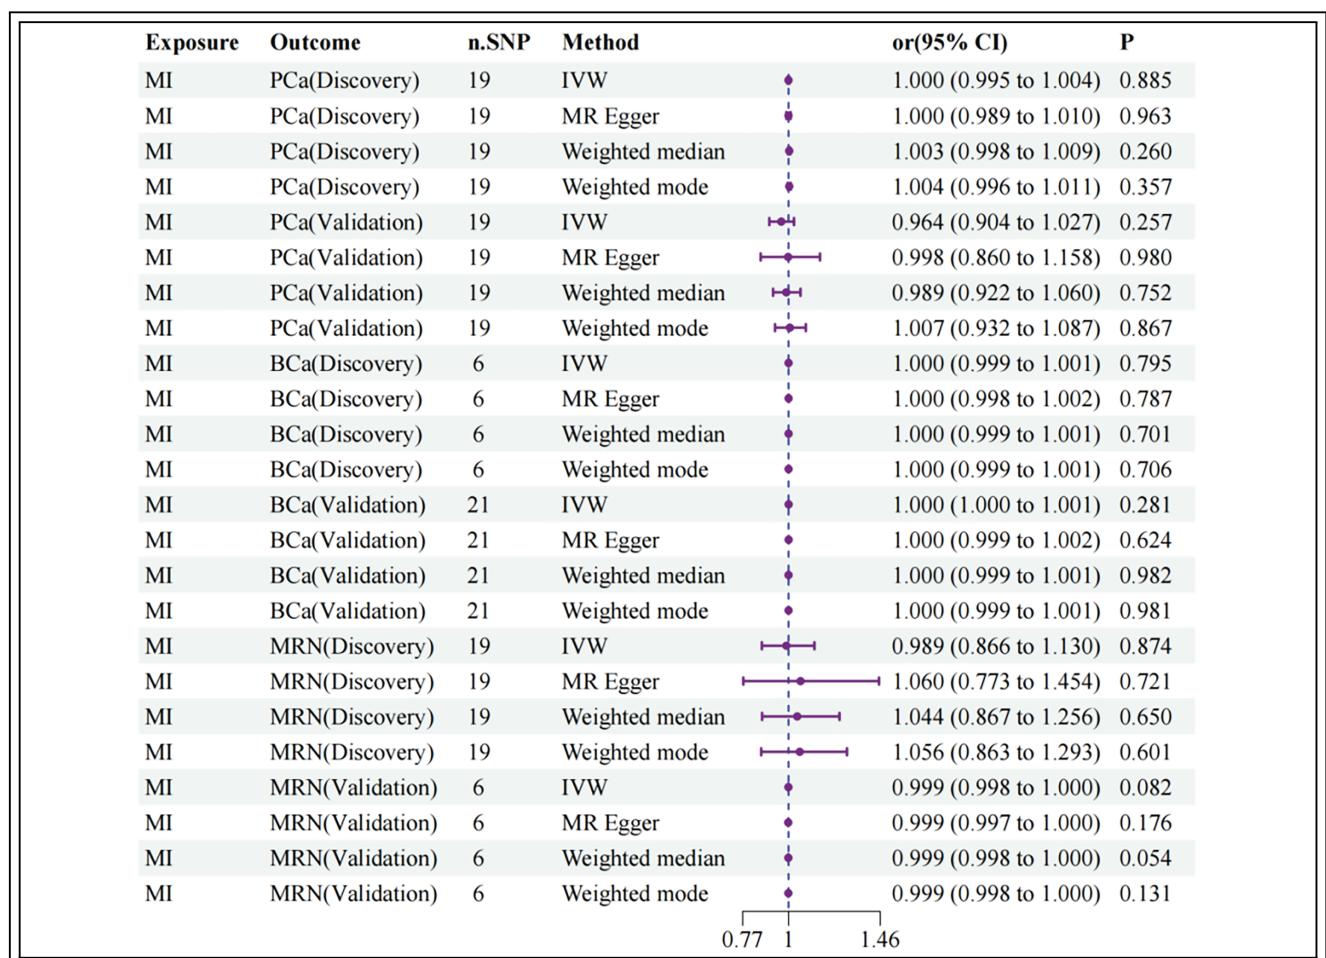 Exposure Outcome n.SNP Method or(95% CI) P
MI PCa(Discovery) 19 IVW 1.000 (0.995 to 1.004) 0.885
MI PCa(Discovery) 19 MR Egger 1.000 (0.989 to 1.010) 0.963
MI PCa(Discovery) 19 Weighted median 1.003 (0.998 to 1.009) 0.260
MI PCa(Discovery) 19 Weighted mode 1.004 (0.996 to 1.011) 0.357
MI PCa(Validation) 19 IVW 0.964 (0.904 to 1.027) 0.257
MI PCa(Validation) 19 MR Egger 0.998 (0.860 to 1.158) 0.980
MI PCa(Validation) 19 Weighted median 0.989 (0.922 to 1.060) 0.752
MI PCa(Validation) 19 Weighted mode 1.007 (0.932 to 1.087) 0.867
MI BCa(Discovery) 6 IVW 1.000 (0.999 to 1.001) 0.795
MI BCa(Discovery) 6 MR Egger 1.000 (0.998 to 1.002) 0.787
MI BCa(Discovery) 6 Weighted median 1.000 (0.999 to 1.001) 0.701
MI BCa(Discovery) 6 Weighted mode 1.000 (0.999 to 1.001) 0.706
MI BCa(Validation) 21 IVW 1.000 (1.000 to 1.001) 0.281
MI BCa(Validation) 21 MR Egger 1.000 (0.999 to 1.002) 0.624
MI BCa(Validation) 21 Weighted median 1.000 (0.999 to 1.001) 0.982
MI BCa(Validation) 21 Weighted mode 1.000 (0.999 to 1.001) 0.981
MI MRN(Discovery) 19 IVW 0.989 (0.866 to 1.130) 0.874
MI MRN(Discovery) 19 MR Egger 1.060 (0.773 to 1.454) 0.721
MI MRN(Discovery) 19 Weighted median 1.044 (0.867 to 1.256) 0.650
MI MRN(Discovery) 19 Weighted mode 1.056 (0.863 to 1.293) 0.601
MI MRN(Validation) 6 IVW 0.999 (0.998 to 1.000) 0.082
MI MRN(Validation) 6 MR Egger 0.999 (0.997 to 1.000) 0.176
MI MRN(Validation) 6 Weighted median 0.999 (0.998 to 1.000) 0.054
MI MRN(Validation) 6 Weighted mode 0.999 (0.998 to 1.000) 0.131
0.77 1 1.46